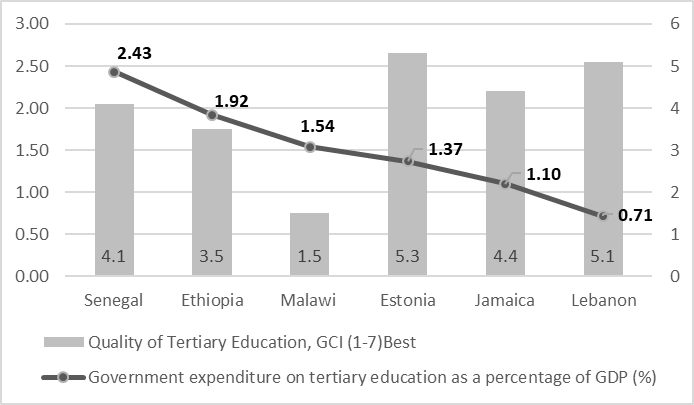 3.00 6
2.43
2.50 5
1.92
2.00 4
1.54
1.50 1.37 3
1.10
1.00 2
0.71
0.50 1
4.1 3.5 1.5 5.3 4.4 5.1
0.00 0
Senegal Ethiopia Malawi Estonia Jamaica Lebanon
Quality of Tertiary Education, GCI (1-7)Best
Government expenditure on tertiary education as a percentage of GDP (%)